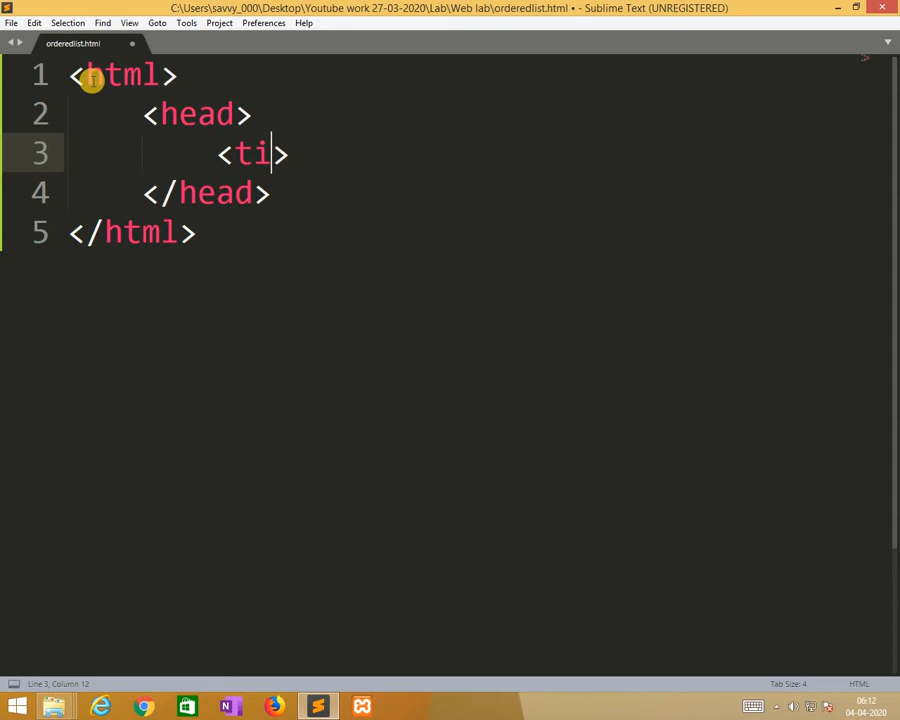 C:\Users\savvy_000\Desktop\Youtube work 27-03-2020\Lab\Web lab\orderedlist.html • - Sublime Text (UNREGISTERED)
File Edit Selection Find View Goto Tools Project Preferences Help
orderedlist.html
1 <html>
2 <head>
3 <ti>
4 </head>
5 </html>
Line 3, Column 12 Tab Size: 4 HTML
06:12
04-04-2020